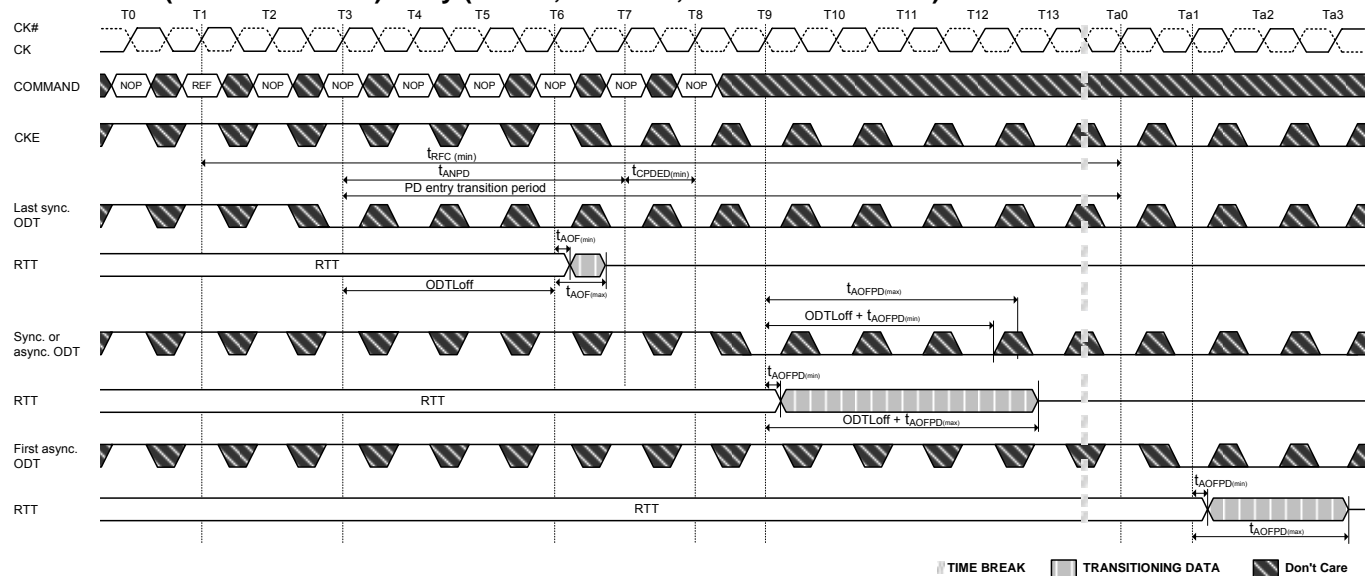 T0 T1 T2 T3 T4 T5 T6 T7 T8 T9 T10 T11 T12 T13 Ta0 Ta1 Ta2 Ta3
CK#
CK
COMMAND NOP REF NOP NOP NOP NOP NOP NOP NOP
CKE
tRFC (min)
tANPD tCPDED(min)
PD entry transition period
Last sync.
ODT
tAOF(min)
RTT RTT
ODTLoff tAOF(max)
tAOFPD(max)
ODTLoff + tAOFPD(min)
Sync. or
async. ODT
tAOFPD(min)
RTT RTT
ODTLoff + tAOFPD(max)
First async.
ODT
tAOFPD(min)
RTT RTT
tAOFPD(max)
TIME BREAK TRANSITIONING DATA Don't Care